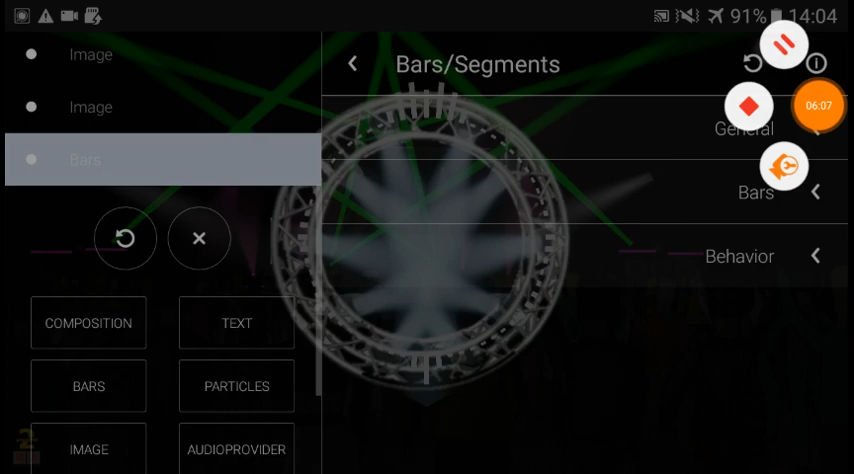 91% 14:04
Image
Bars/Segments
Image
06:07
General
Bars
Bars
Behavior
COMPOSITION
TEXT
BARS
PARTICLES
IMAGE
AUDIOPROVIDER
2